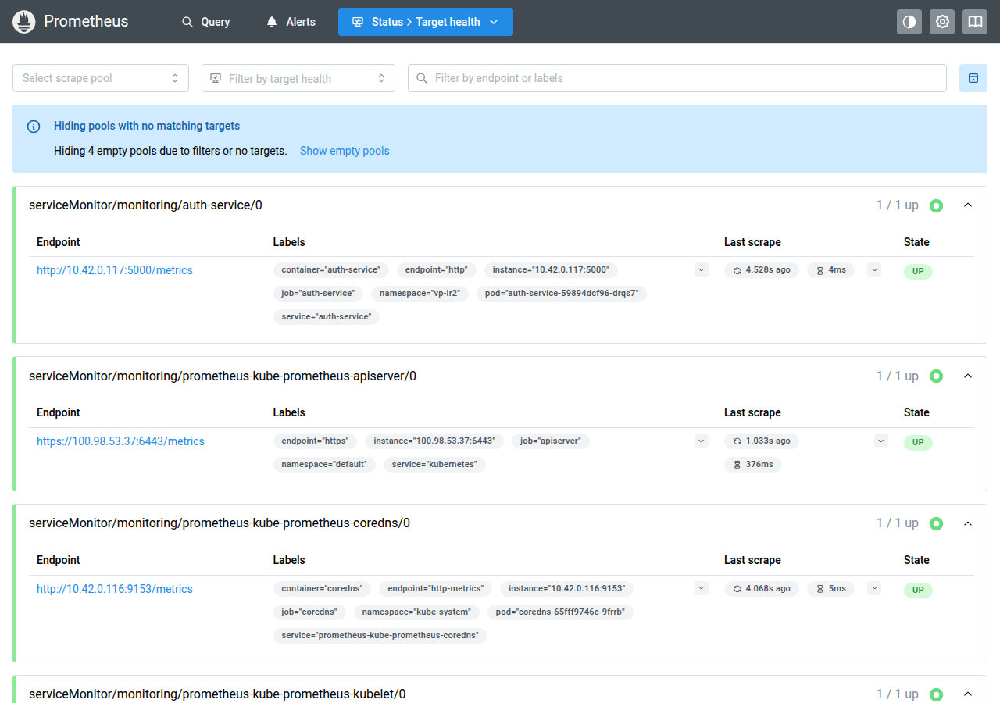 Prometheus Query Alerts Status > Target health
Select scrape pool Filter by target health Filter by endpoint or labels
Hiding pools with no matching targets
Hiding 4 empty pools due to filters or no targets. Show empty pools
serviceMonitor/monitoring/auth-service/0 1 / 1 up
Endpoint Labels Last scrape State
http://10.42.0.117:5000/metrics container="auth-service" endpoint="http" instance="10.42.0.117:5000" 4.528s ago 4ms UP
job="auth-service" namespace="vp-lr2" pod="auth-service-59894dcf96-drqs7"
service="auth-service"
serviceMonitor/monitoring/prometheus-kube-prometheus-apiserver/0 1 / 1 up
Endpoint Labels Last scrape State
https://100.98.53.37:6443/metrics endpoint="https" instance="100.98.53.37:6443" job="apiserver" 1.033s ago UP
namespace="default" service="kubernetes" 376ms
serviceMonitor/monitoring/prometheus-kube-prometheus-coredns/0 1 / 1 up
Endpoint Labels Last scrape State
http://10.42.0.116:9153/metrics container="coredns" endpoint="http-metrics" instance="10.42.0.116:9153" 4.068s ago 5ms UP
job="coredns" namespace="kube-system" pod="coredns-65fff9746c-9frrb"
service="prometheus-kube-prometheus-coredns"
serviceMonitor/monitoring/prometheus-kube-prometheus-kubelet/0 1 / 1 up